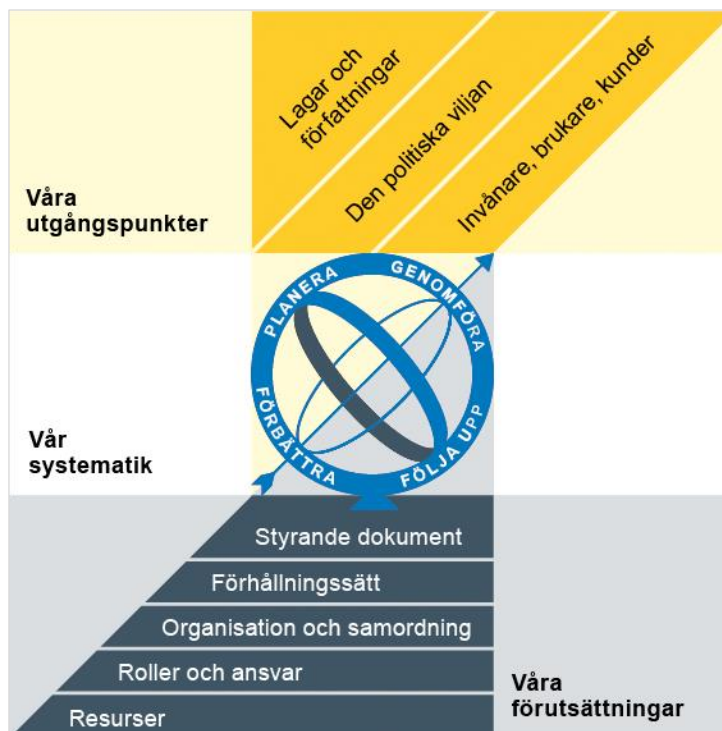 Lagar och
författningar
Den politiska viljan
Invånare, brukare, kunder
Våra
utgångspunkter
PLANERA
GENOMFÖRA
FÖLJA UPP
FÖRBÄTTRA
Vår
systematik
Styrande dokument
Förhållningssätt
Organisation och samordning
Roller och ansvar
Resurser
Våra
förutsättningar